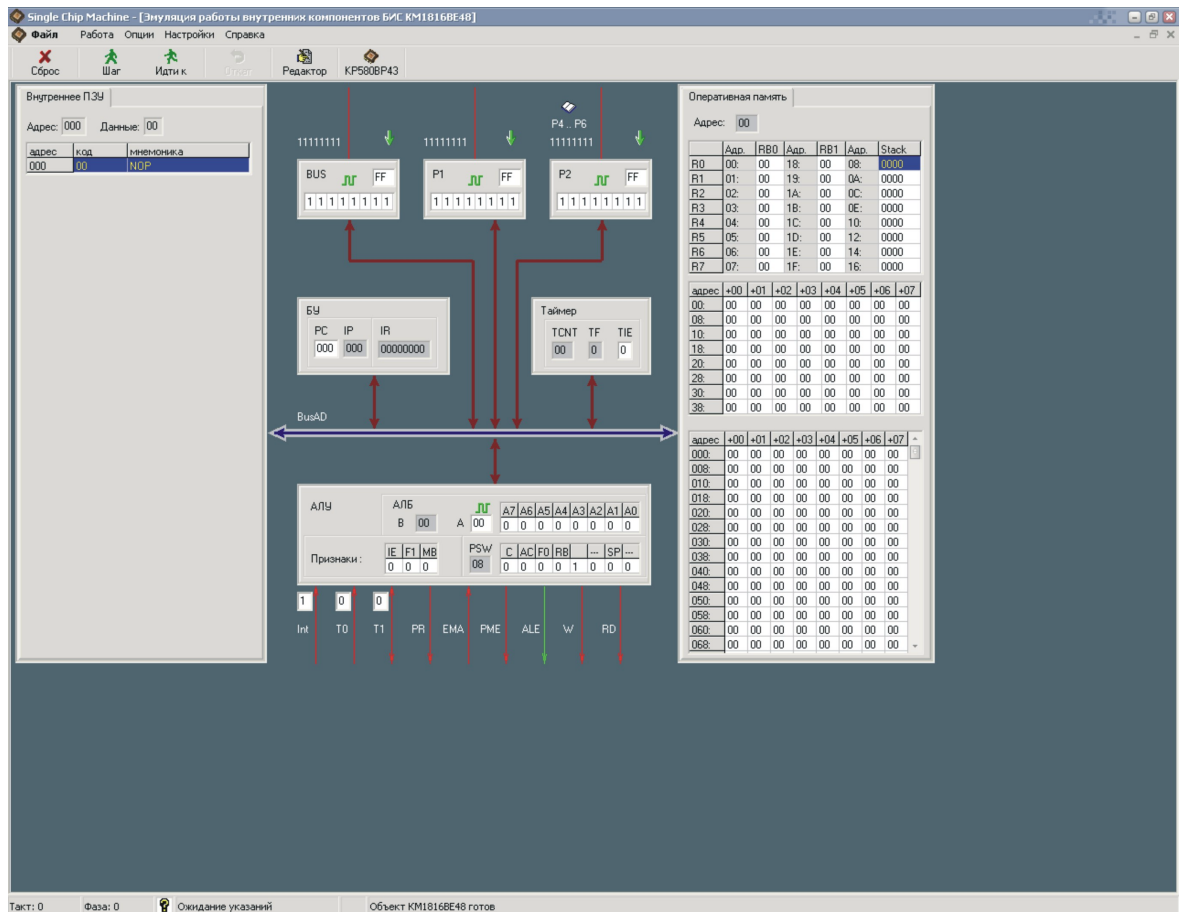 Single Chip Machine - [Эмуляция работы внутренних компонентов БИС КМ1816ВЕ48]
Файл Работа Опции Настройки Справка
Сброс Шаг Идти к Откат Редактор КР580ВР43
Внутреннее ПЗУ
Адрес: 000 Данные: 00
адрес код мнемоника
000 00 NOP
P4 .. P6
11111111 11111111 11111111
BUS FF P1 FF P2 FF
1 1 1 1 1 1 1 1 1 1 1 1 1 1 1 1 1 1 1 1 1 1 1 1
БУ
PC IP IR
000 000 00000000
Таймер
TCNT TF TIE
00 0 0
BusAD
АЛУ АЛБ
B 00 A 00
A7 A6 A5 A4 A3 A2 A1 A0
0 0 0 0 0 0 0 0
Признаки :
IE F1 MB
0 0 0
PSW
08
C AC F0 RB --- SP ---
0 0 0 0 1 0 0 0
1 0 0
Int T0 T1 PR EMA PME ALE W RD
Оперативная память
Адрес: 00
Адр. RB0 Адр. RB1 Адр. Stack
R0 00: 00 18: 00 08: 0000
R1 01: 00 19: 00 0A: 0000
R2 02: 00 1A: 00 0C: 0000
R3 03: 00 1B: 00 0E: 0000
R4 04: 00 1C: 00 10: 0000
R5 05: 00 1D: 00 12: 0000
R6 06: 00 1E: 00 14: 0000
R7 07: 00 1F: 00 16: 0000
адрес +00 +01 +02 +03 +04 +05 +06 +07
00: 00 00 00 00 00 00 00 00
08: 00 00 00 00 00 00 00 00
10: 00 00 00 00 00 00 00 00
18: 00 00 00 00 00 00 00 00
20: 00 00 00 00 00 00 00 00
28: 00 00 00 00 00 00 00 00
30: 00 00 00 00 00 00 00 00
38: 00 00 00 00 00 00 00 00
адрес +00 +01 +02 +03 +04 +05 +06 +07
000: 00 00 00 00 00 00 00 00
008: 00 00 00 00 00 00 00 00
010: 00 00 00 00 00 00 00 00
018: 00 00 00 00 00 00 00 00
020: 00 00 00 00 00 00 00 00
028: 00 00 00 00 00 00 00 00
030: 00 00 00 00 00 00 00 00
038: 00 00 00 00 00 00 00 00
040: 00 00 00 00 00 00 00 00
048: 00 00 00 00 00 00 00 00
050: 00 00 00 00 00 00 00 00
058: 00 00 00 00 00 00 00 00
060: 00 00 00 00 00 00 00 00
068: 00 00 00 00 00 00 00 00
Такт: 0 Фаза: 0 Ожидание указаний Объект КМ1816ВЕ48 готов